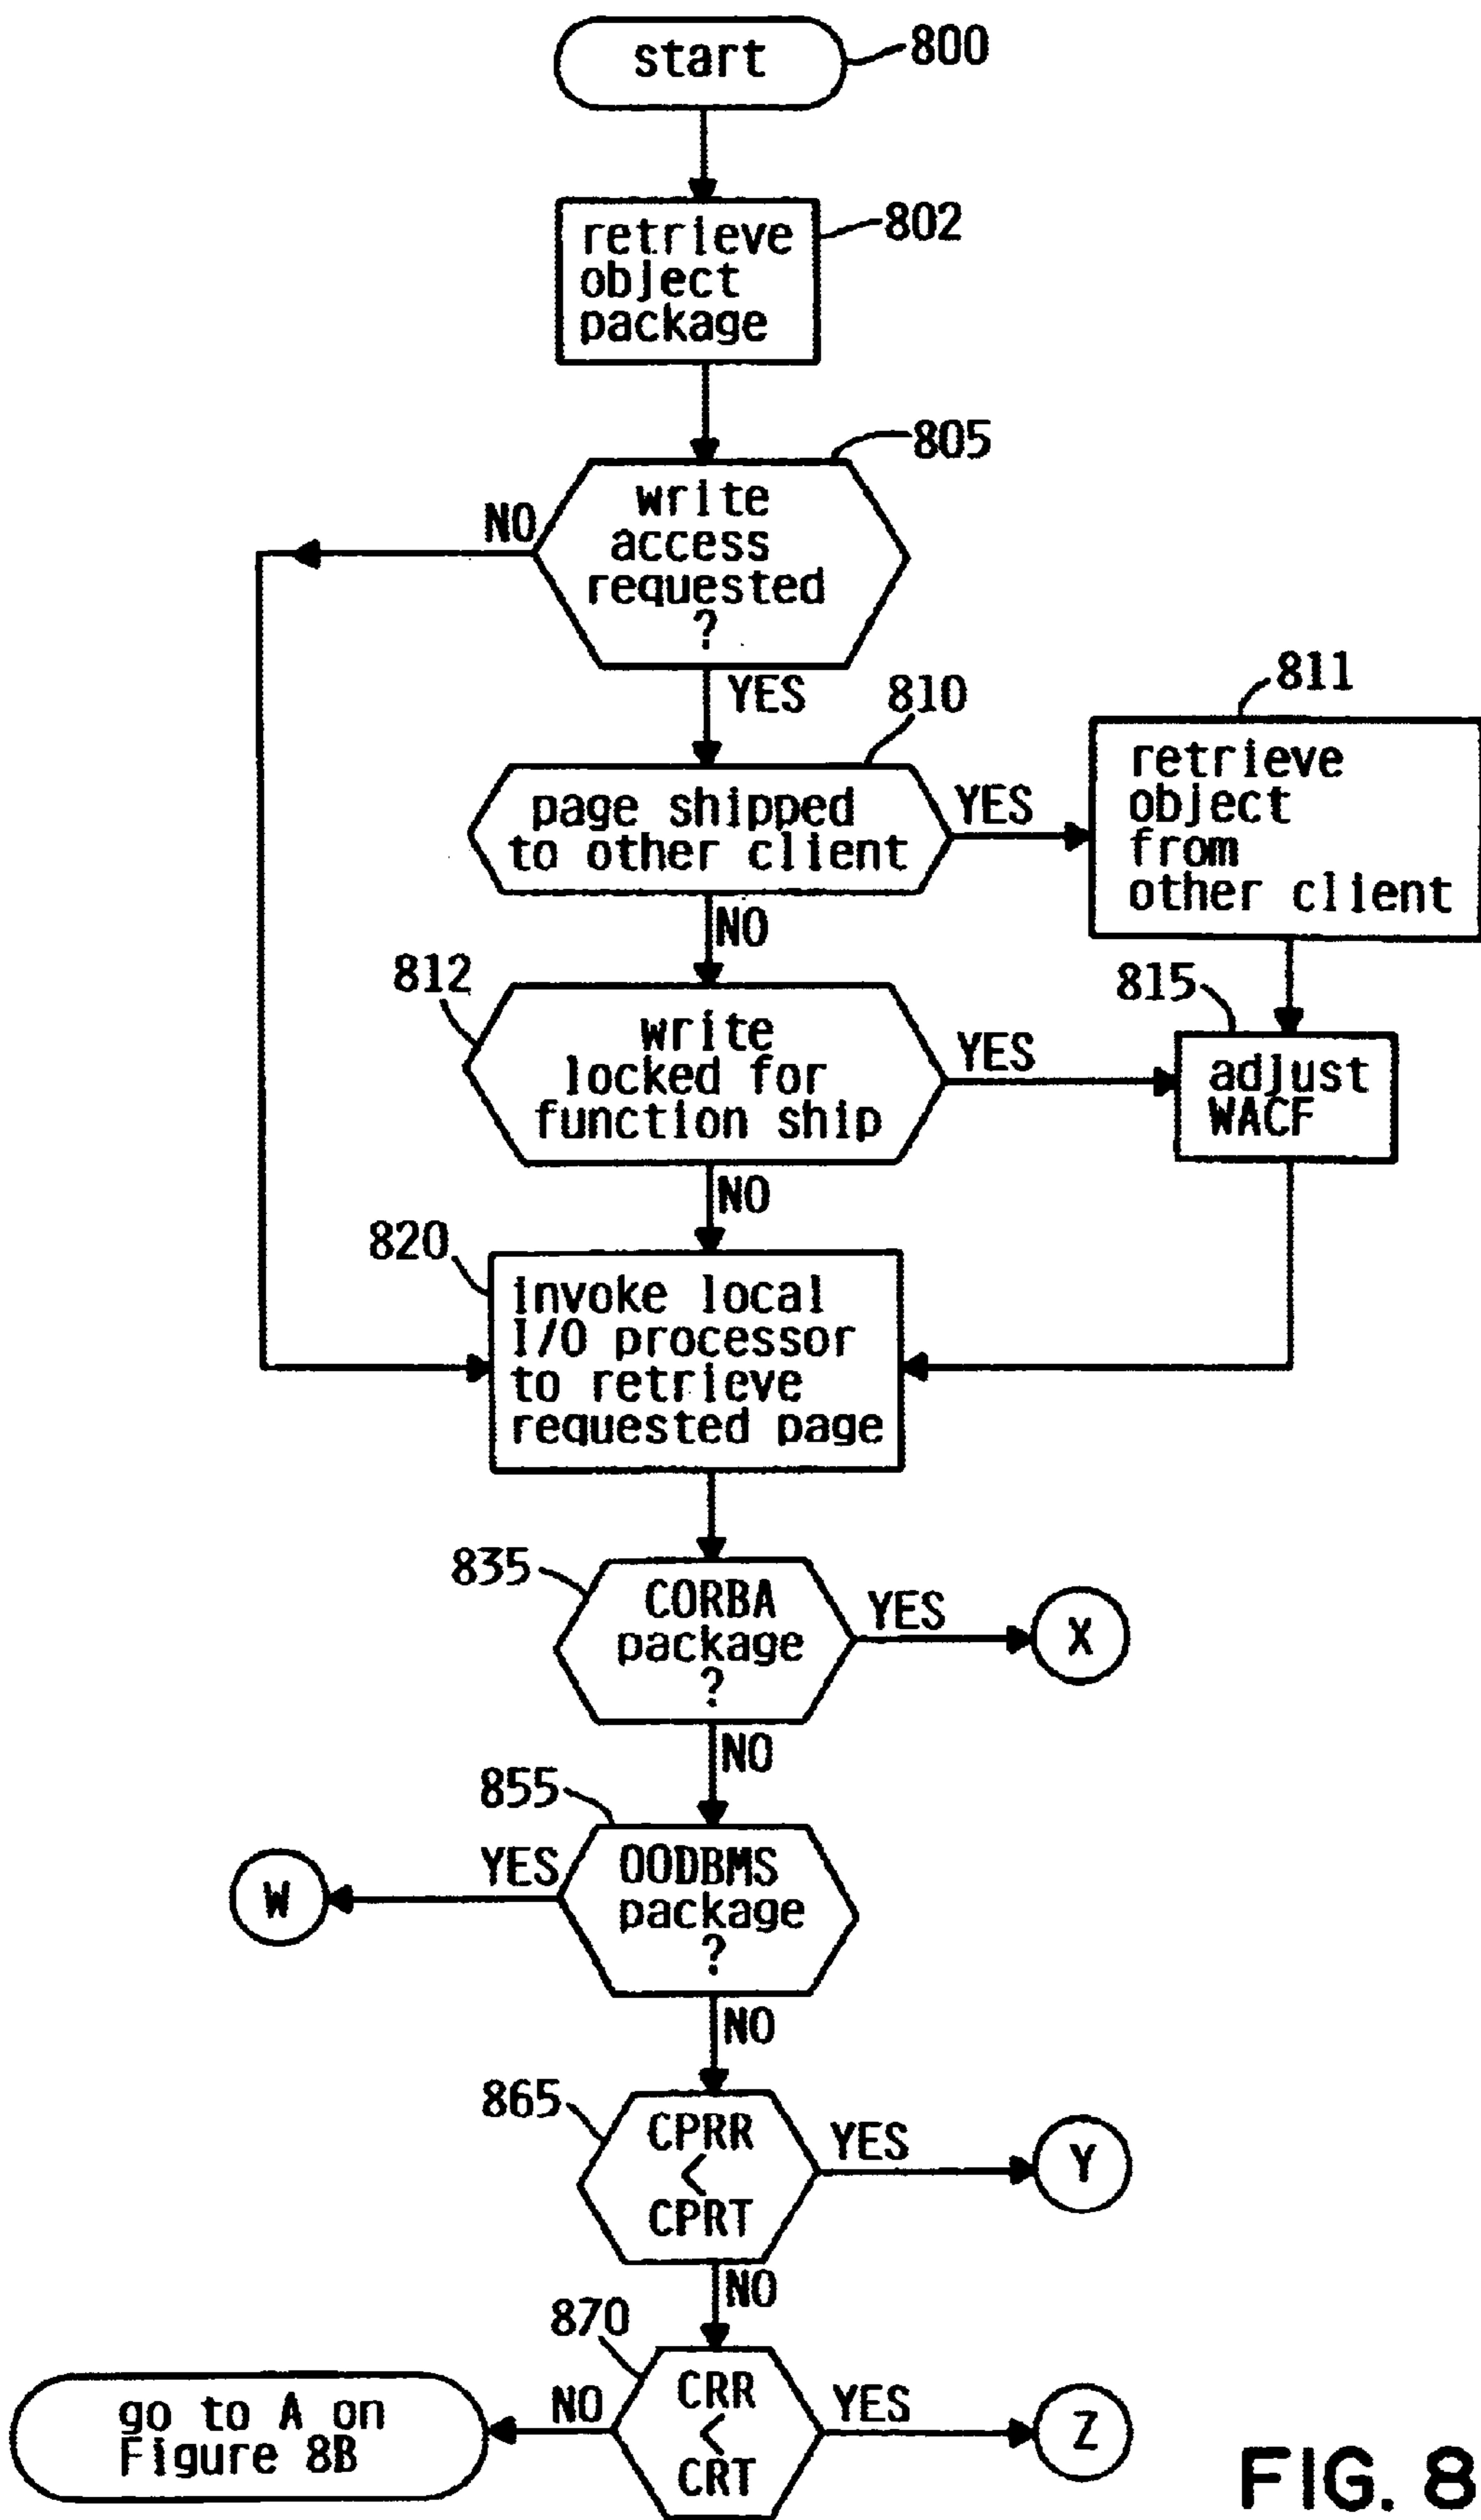 start
800
retrieve
object
package
802
805
write
access
requested
?
NO
YES
810
811
page shipped
to other client
YES
retrieve
object
from
other client
NO
812
815
write
locked for
function ship
YES
adjust
WACF
NO
820
invoke local
I/O processor
to retrieve
requested page
835
CORBA
package
?
YES
X
NO
855
OODBMS
package
?
YES
W
NO
865
CPRR
<
CPRT
YES
Y
NO
870
CRR
<
CRT
NO
YES
Z
go to A on
Figure 8B
FIG. 8